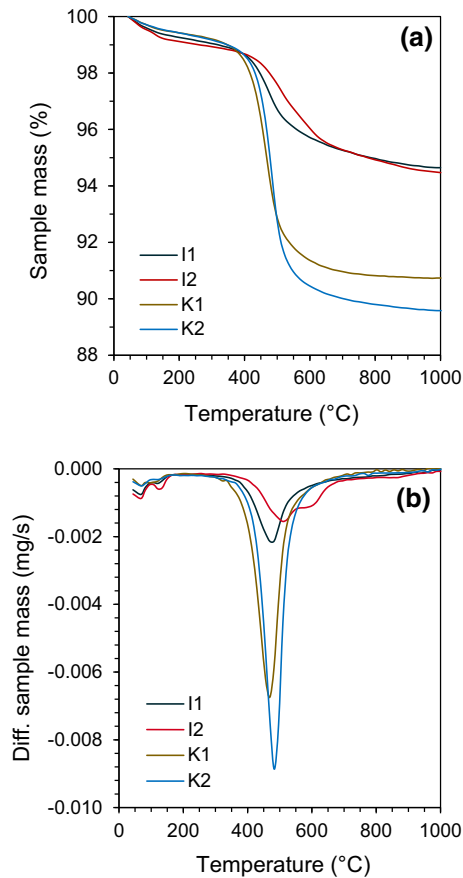 (a)
Sample mass (%)
100
98
96
94
92
90
88
I1
I2
K1
K2
0 200 400 600 800 1000
Temperature (°C)
(b)
Diff. sample mass (mg/s)
0.000
-0.002
-0.004
-0.006
-0.008
-0.010
I1
I2
K1
K2
0 200 400 600 800 1000
Temperature (°C)